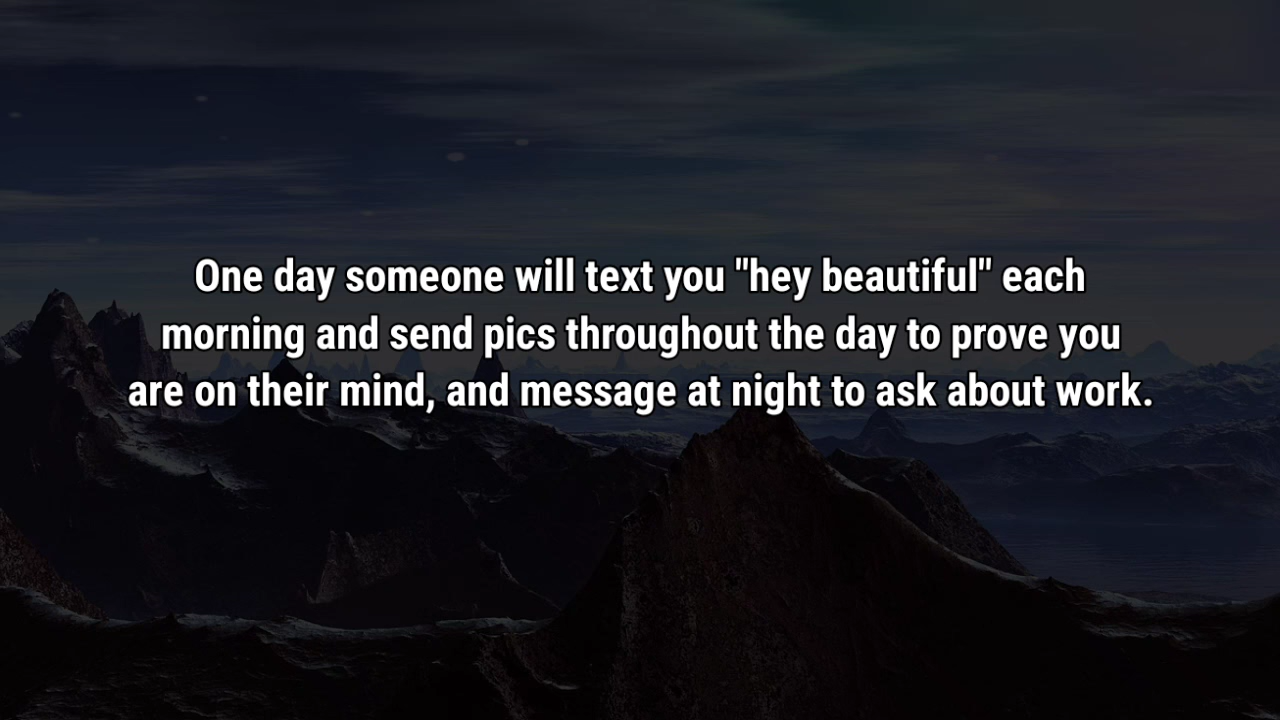 One day someone will text you "hey beautiful" each
morning and send pics throughout the day to prove you
are on their mind, and message at night to ask about work.